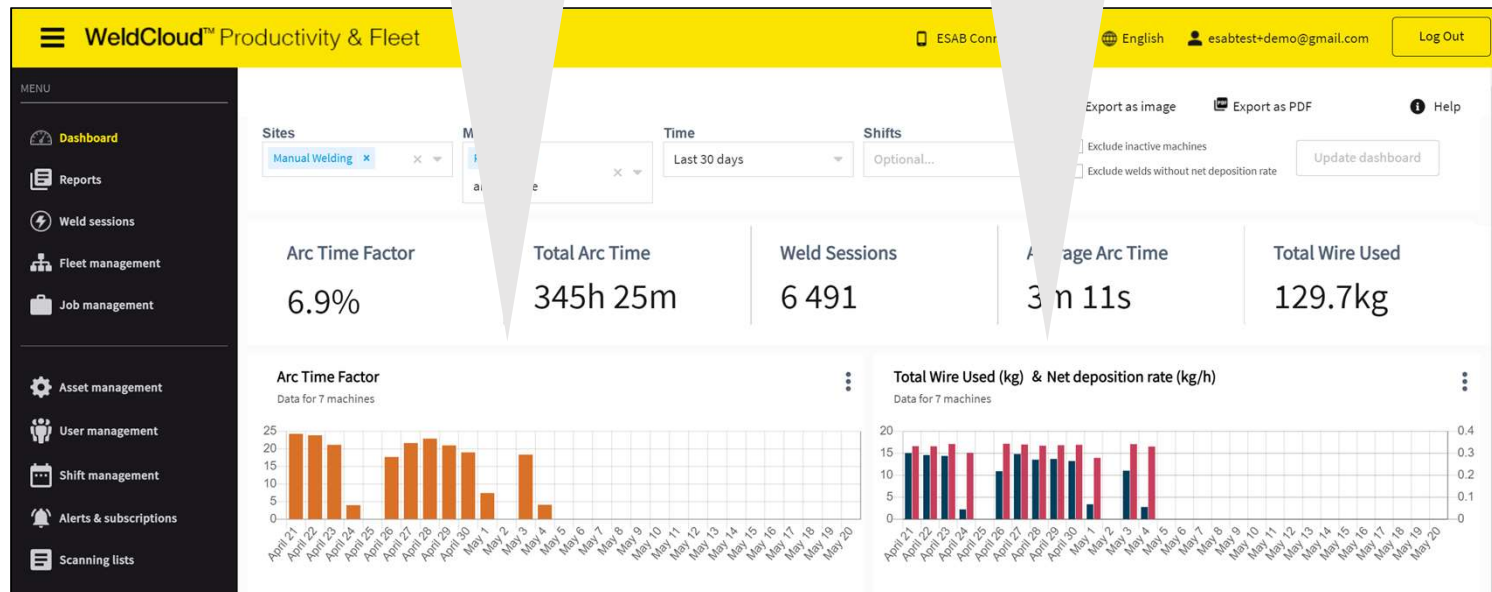 WeldCloud™ Productivity & Fleet
ESAB Conn
English
esabtest+demo@gmail.com
Log Out
MENU
Dashboard
Reports
Weld sessions
Fleet management
Job management
Asset management
User management
Shift management
Alerts & subscriptions
Scanning lists
Export as image
PDF
Export as PDF
Help
Sites
Manual Welding ×
Time
Last 30 days
Shifts
Optional...
Exclude inactive machines
Exclude welds without net deposition rate
Update dashboard
Arc Time Factor
6.9%
Total Arc Time
345h 25m
Weld Sessions
6 491
Arc Time
3m 11s
Total Wire Used
129.7kg
Arc Time Factor
Data for 7 machines
25
20
15
10
5
0
April 21 April 22 April 23 April 24 April 25 April 26 April 27 April 28 April 29 April 30 May 1 May 2 May 3 May 4 May 5 May 6 May 7 May 8 May 9 May 10 May 11 May 12 May 13 May 14 May 15 May 16 May 17 May 18 May 19 May 20
Total Wire Used (kg) & Net deposition rate (kg/h)
Data for 7 machines
20
15
10
5
0
0.4
0.3
0.2
0.1
0
April 21 April 22 April 23 April 24 April 25 April 26 April 27 April 28 April 29 April 30 May 1 May 2 May 3 May 4 May 5 May 6 May 7 May 8 May 9 May 10 May 11 May 12 May 13 May 14 May 15 May 16 May 17 May 18 May 19 May 20